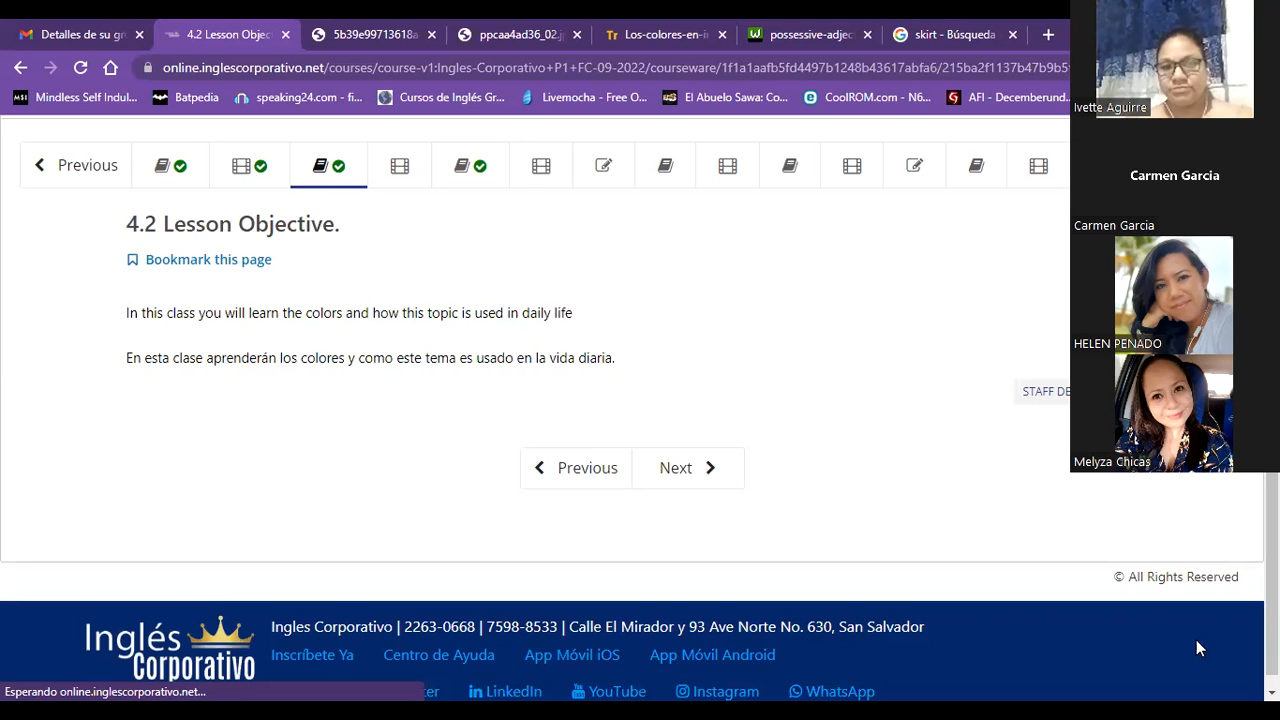 Detalles de su gr
4.2 Lesson Objec
5b39e99713618a
ppcaa4ad36_02.j
Los-colores-en-i
possessive-adjec
skirt - Búsqueda
online.inglescorporativo.net/courses/course-v1:Ingles-Corporativo+P1+FC-09-2022/courseware/1f1a1aafb5fd4497b1248b43617abfa6/215ba2f1137b47b9b5
Mindless Self Indul...
Batpedia
speaking24.com - fi...
Cursos de Inglés Gr...
Livemocha - Free O...
El Abuelo Sawa: Co...
CoolROM.com - N6...
AFI - Decemberund
Previous
4.2 Lesson Objective.
Bookmark this page
In this class you will learn the colors and how this topic is used in daily life
En esta clase aprenderán los colores y como este tema es usado en la vida diaria.
STAFF DE
Previous
Next
© All Rights Reserved
Inglés
Corporativo
Ingles Corporativo | 2263-0668 | 7598-8533 | Calle El Mirador y 93 Ave Norte No. 630, San Salvador
Inscríbete Ya
Centro de Ayuda
App Móvil iOS
App Móvil Android
Esperando online.inglescorporativo.net...
ter
LinkedIn
YouTube
Instagram
WhatsApp
Ivette Aguirre
Carmen Garcia
Carmen Garcia
HELEN PENADO
Melyza Chicas